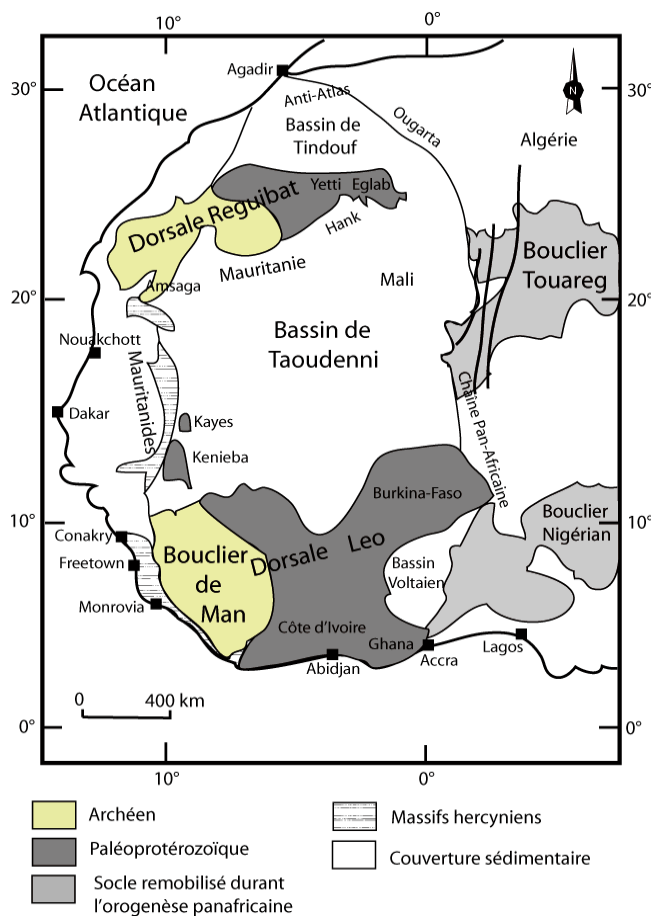 10°
0°
Agadir
Océan
Atlantique
N
30°
30°
Anti-Atlas
Ougarta
Bassin de
Tindouf
Algérie
Yetti
Eglab
Dorsale Reguibat
Hank
Mauritanie
Amsaga
Mali
Bouclier
Touareg
20°
20°
Nouakchott
Bassin de
Taoudenni
Mauritanides
Dakar
Kayes
Kenieba
Chaine Pan-Africaine
Burkina-Faso
10°
10°
Conakry
Bouclier
de
Man
Dorsale Leo
Bassin
Voltaien
Bouclier
Nigérian
Freetown
Monrovia
Côte d'Ivoire
Ghana
Abidjan
Accra
Lagos
0
400 km
0°
0°
10°
0°
Archéen
Massifs hercyniens
Paléoprotérozoïque
Couverture sédimentaire
Socle remobilisé durant
l'orogenèse panafricaine